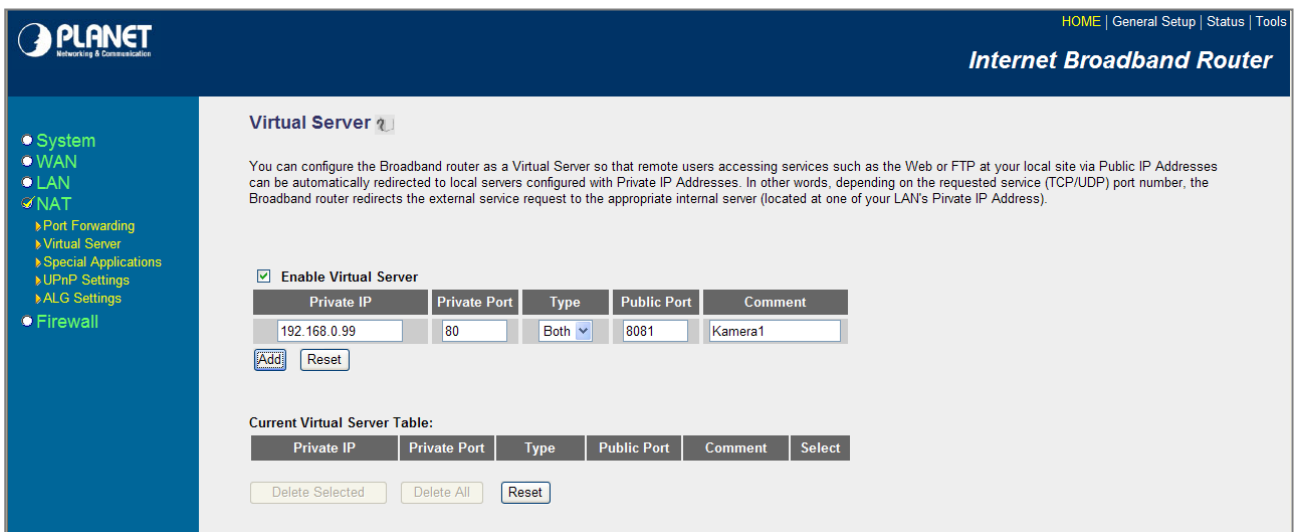 PLANET
Networking & Communication
HOME | General Setup | Status | Tools
Internet Broadband Router
System
WAN
LAN
NAT
Port Forwarding
Virtual Server
Special Applications
UPnP Settings
ALG Settings
Firewall
Virtual Server
You can configure the Broadband router as a Virtual Server so that remote users accessing services such as the Web or FTP at your local site via Public IP Addresses
can be automatically redirected to local servers configured with Private IP Addresses. In other words, depending on the requested service (TCP/UDP) port number, the
Broadband router redirects the external service request to the appropriate internal server (located at one of your LAN's Private IP Address).
Enable Virtual Server
Private IP Private Port Type Public Port Comment
192.168.0.99 80 Both 8081 Kamera1
Add Reset
Current Virtual Server Table:
Private IP Private Port Type Public Port Comment Select
Delete Selected Delete All Reset